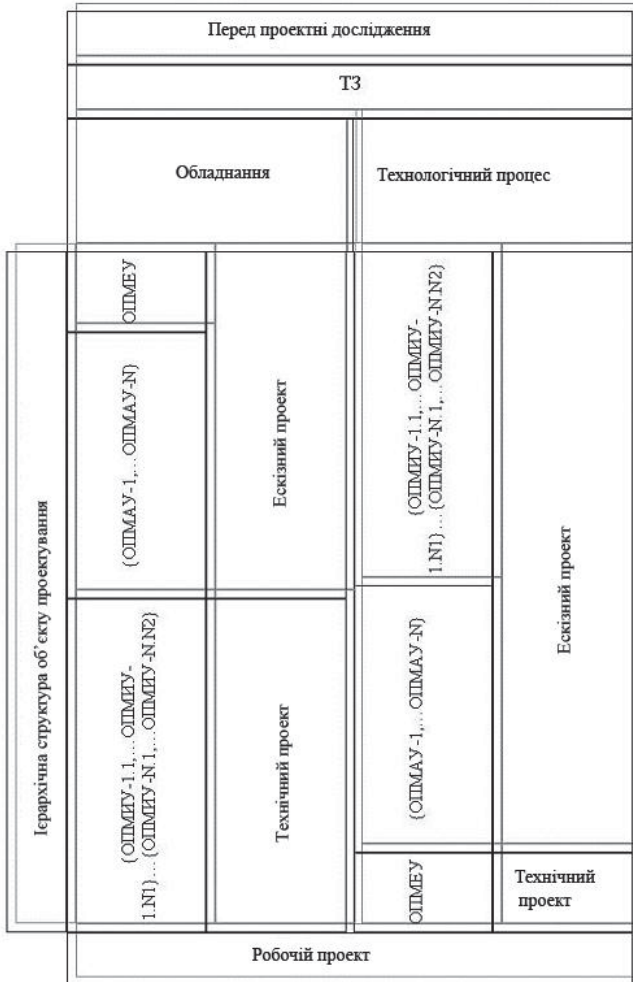 Перед проектні дослідження
ТЗ
Обладнання
Технологічний процес
Ієрархічна структура об’єкту проектування
ОПМЕУ
{ОПМАУ-1,… ОПМАУ-N}
{ОПМИУ-1.1,… ОПМИУ-
1.N1} … {ОПМИУ-N.1,… ОПМИУ-N.N2}
Ескізний проект
Технічний проект
{ОПМИУ-1.1,… ОПМИУ-
1.N1} … {ОПМИУ-N.1,… ОПМИУ-N.N2}
{ОПМАУ-1,… ОПМАУ-N}
ОПМЕУ
Ескізний проект
Технічний
проект
Робочій проект